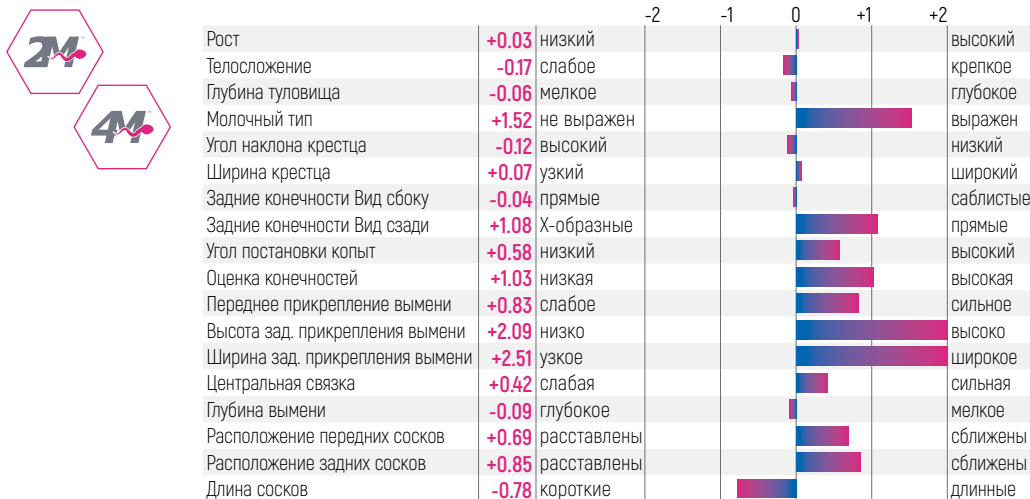 2M™
4M™
-2 -1 0 +1 +2
Рост +0.03 низкий высокий
Телосложение -0.17 слабое крепкое
Глубина туловища -0.06 мелкое глубокое
Молочный тип +1.52 не выражен выражен
Угол наклона крестца -0.12 высокий низкий
Ширина крестца +0.07 узкий широкий
Задние конечности Вид сбоку -0.04 прямые саблистые
Задние конечности Вид сзади +1.08 Х-образные прямые
Угол постановки копыт +0.58 низкий высокий
Оценка конечностей +1.03 низкая высокая
Переднее прикрепление вымени +0.83 слабое сильное
Высота зад. прикрепления вымени +2.09 низко высоко
Ширина зад. прикрепления вымени +2.51 узкое широкое
Центральная связка +0.42 слабая сильная
Глубина вымени -0.09 глубокое мелкое
Расположение передних сосков +0.69 расставлены сближены
Расположение задних сосков +0.85 расставлены сближены
Длина сосков -0.78 короткие длинные